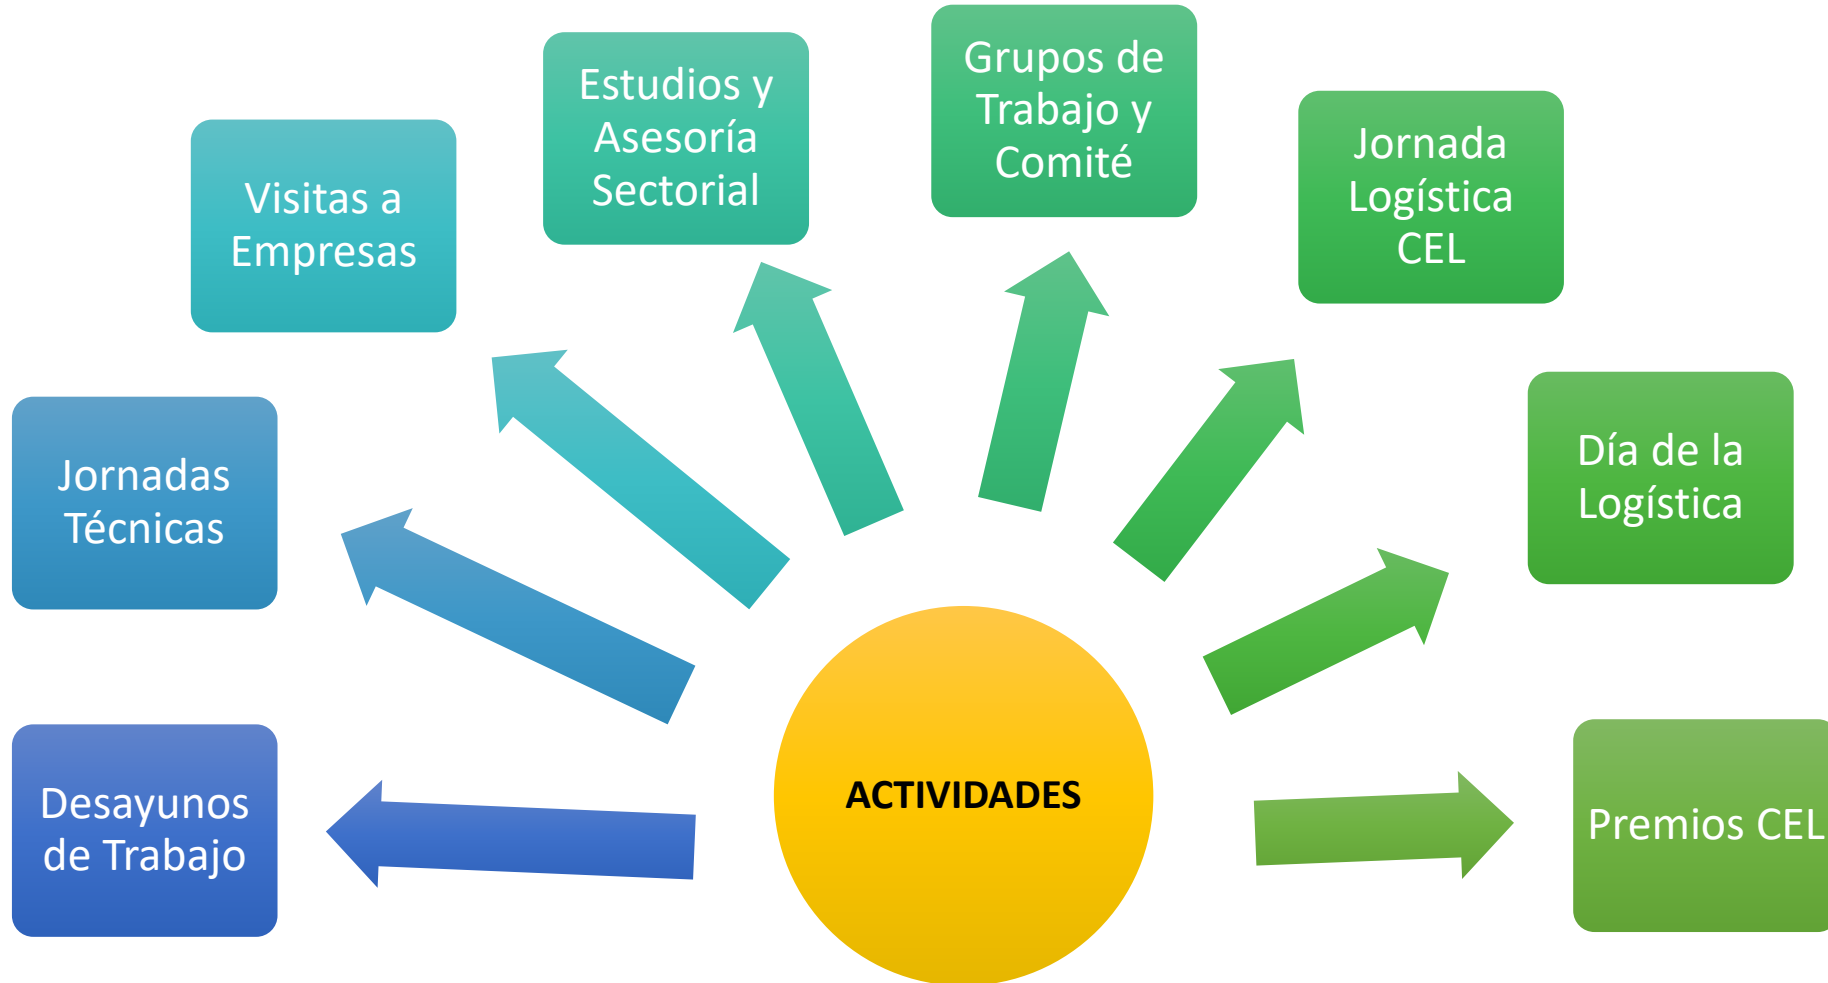 Grupos de
Trabajo y
Comité
Estudios y
Asesoría
Sectorial
Jornada
Logística
CEL
Visitas a
Empresas
Día de la
Logística
Jornadas
Técnicas
Desayunos
de Trabajo
ACTIVIDADES
Premios CEL